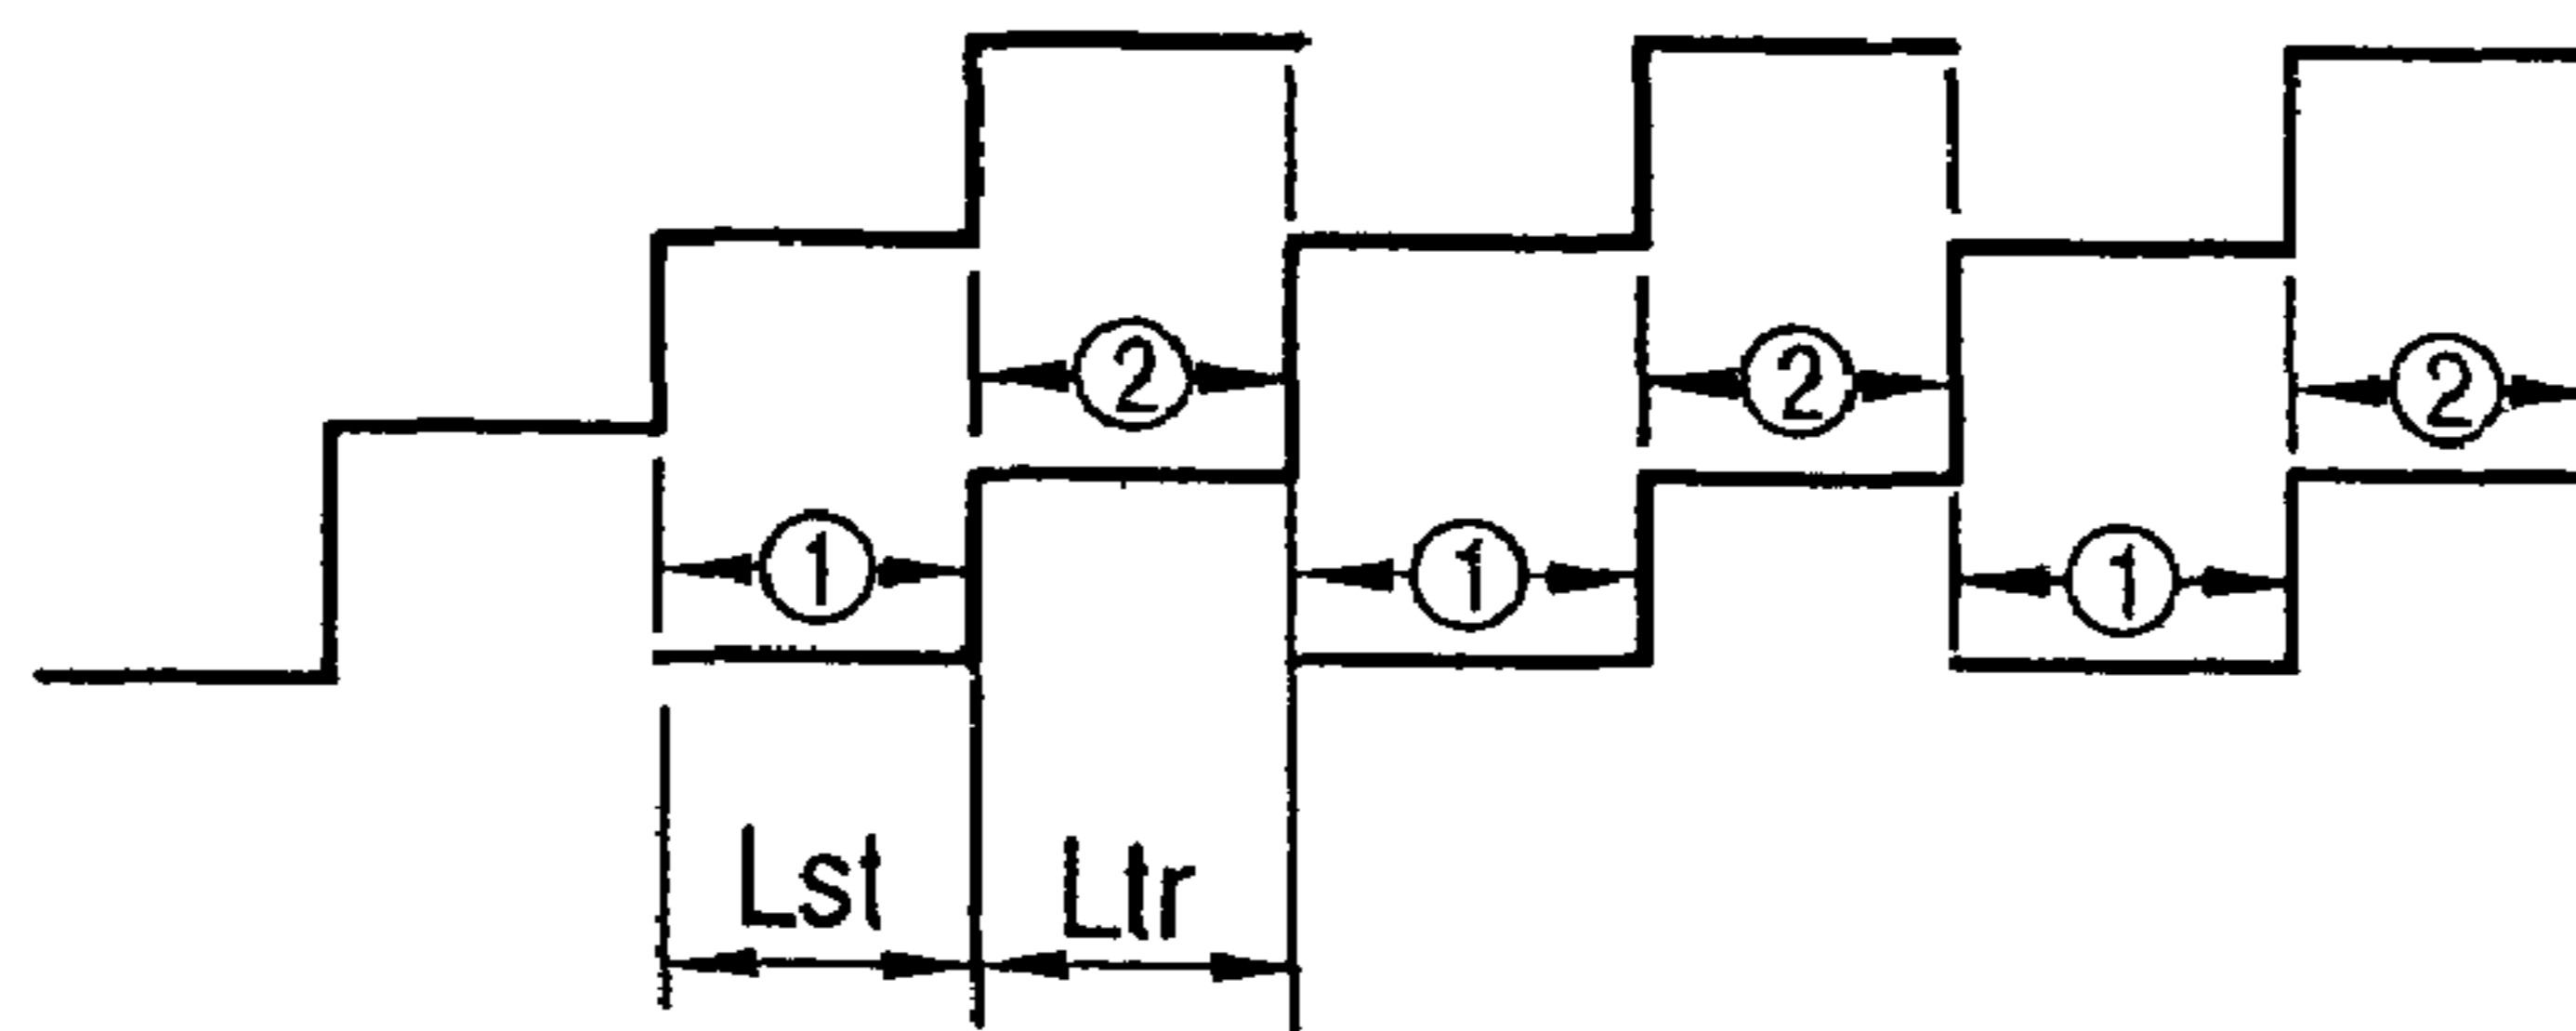 ② ② ②
① ① ①
Lst Ltr